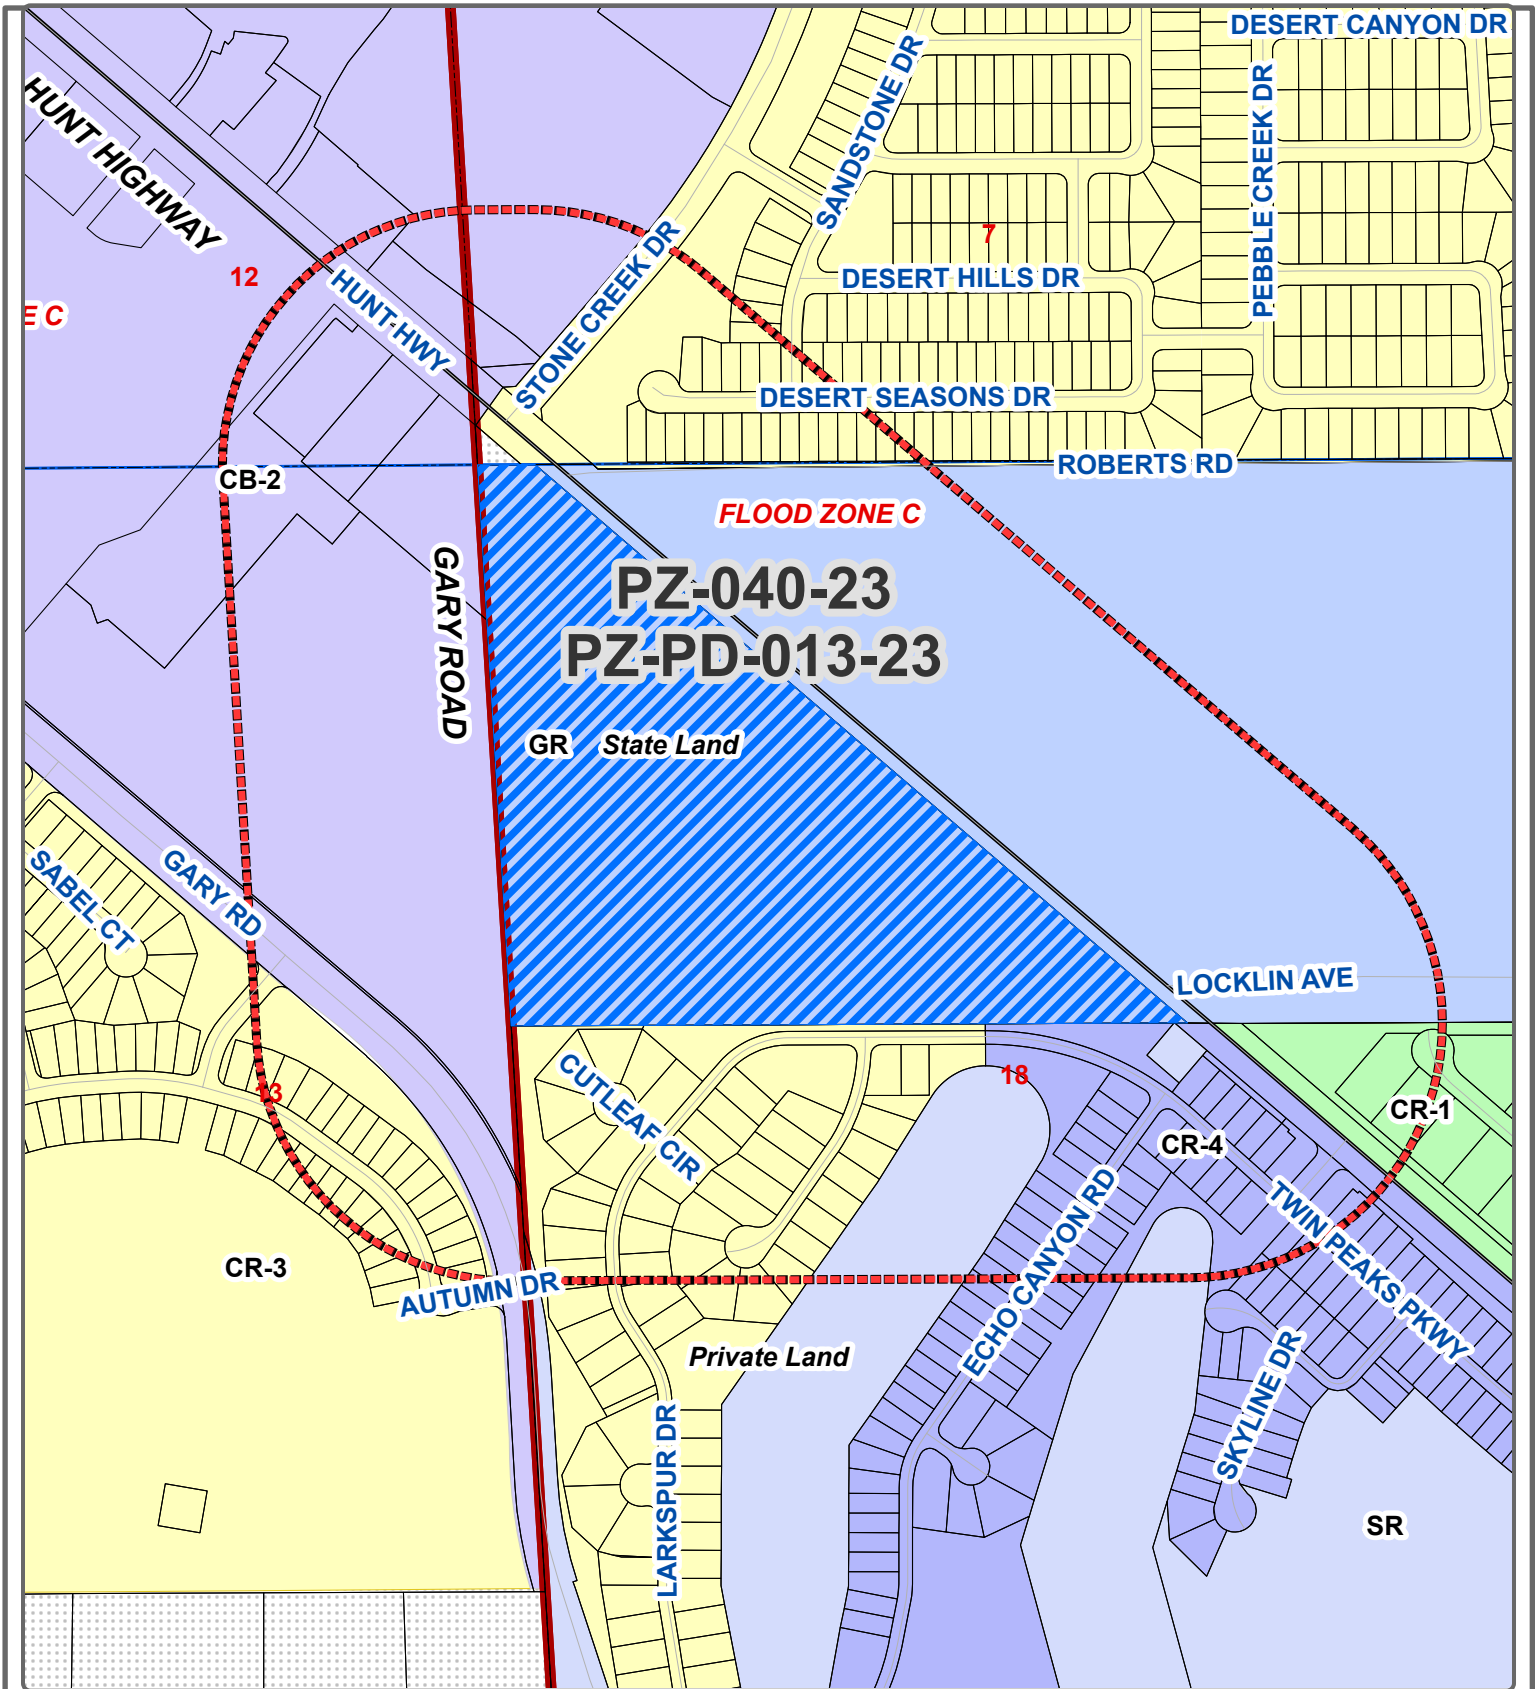 DESERT CANYON DR
HUNT HIGHWAY
SANDSTONE DR
PEBBLE CREEK DR
12
7
E C
HUNT HWY
STONE CREEK DR
DESERT HILLS DR
DESERT SEASONS DR
CB-2
ROBERTS RD
FLOOD ZONE C
GARY ROAD
PZ-040-23
PZ-PD-013-23
GR
State Land
SABEL CT
GARY RD
LOCKLIN AVE
13
CUTLEAF CIR
18
CR-1
CR-4
CR-3
AUTUMN DR
ECHO CANYON RD
TWIN PEAKS PKWY
Private Land
LARKSPUR DR
SKYLINE DR
SR